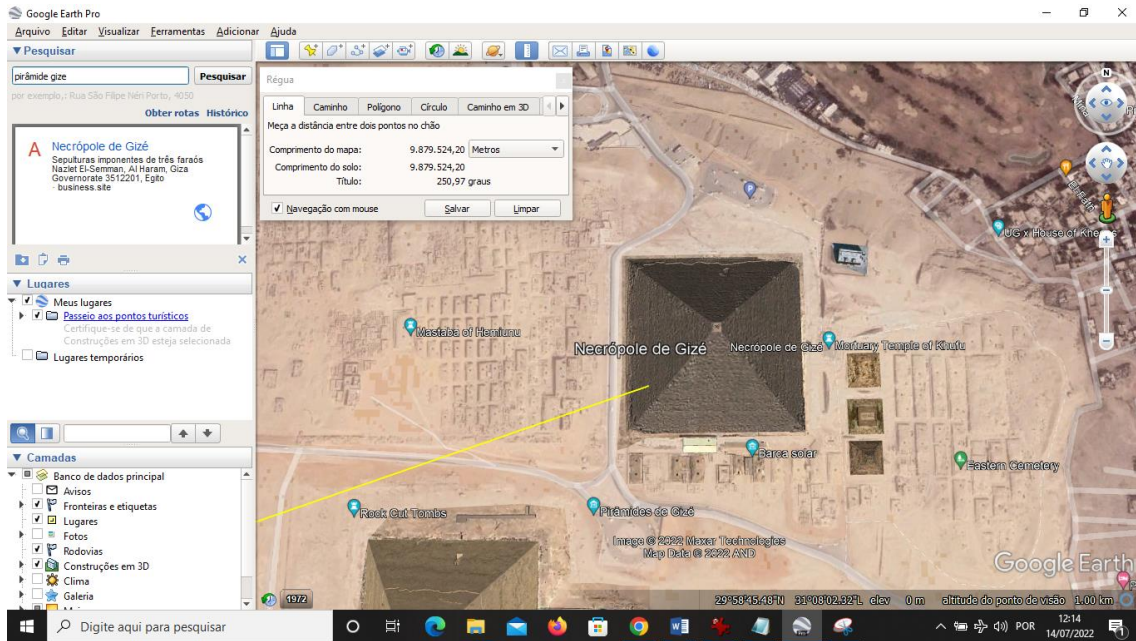 Google Earth Pro
Arquivo Editar Visualizar Ferramentas Adicionar Ajuda
▼ Pesquisar
pirâmide gize
Pesquisar
por exemplo,: Rua São Filipe Néri Porto, 4050
Obter rotas Histórico
A Necrópole de Gizé
Sepulturas imponentes de três faraós
Nazlet El-Semman, Al Haram, Giza
Governorate 3512201, Egito
- business.site
▼ Lugares
Meus lugares
Passeio aos pontos turísticos
Certifique-se de que a camada de
Construções em 3D esteja selecionada
Lugares temporários
▼ Camadas
Banco de dados principal
Avisos
Fronteiras e etiquetas
Lugares
Fotos
Rodovias
Construções em 3D
Clima
Galeria
Régua
Linha Caminho Polígono Círculo Caminho em 3D
Meça a distância entre dois pontos no chão
Comprimento do mapa: 9.879.524,20 Metros
Comprimento do solo: 9.879.524,20
Título: 250,97 graus
Navegação com mouse Salvar Limpar
N
P
UG x House of
Mastaba of Hemiunu
Necrópole de Gizé
Necrópole de Gizé
Mortuary Temple of Khufu
Barca solar
Eastern Cemetery
Rock Cut Tombs
Pirâmides de Gizé
Image © 2022 Maxar Technologies
Map Data © 2022 AND
Google Earth
1972
29°58'45.48"N 31°08'02.32"L elev 0 m altitude do ponto de visão 1.00 km
Digite aqui para pesquisar
POR
12:14
14/07/2022